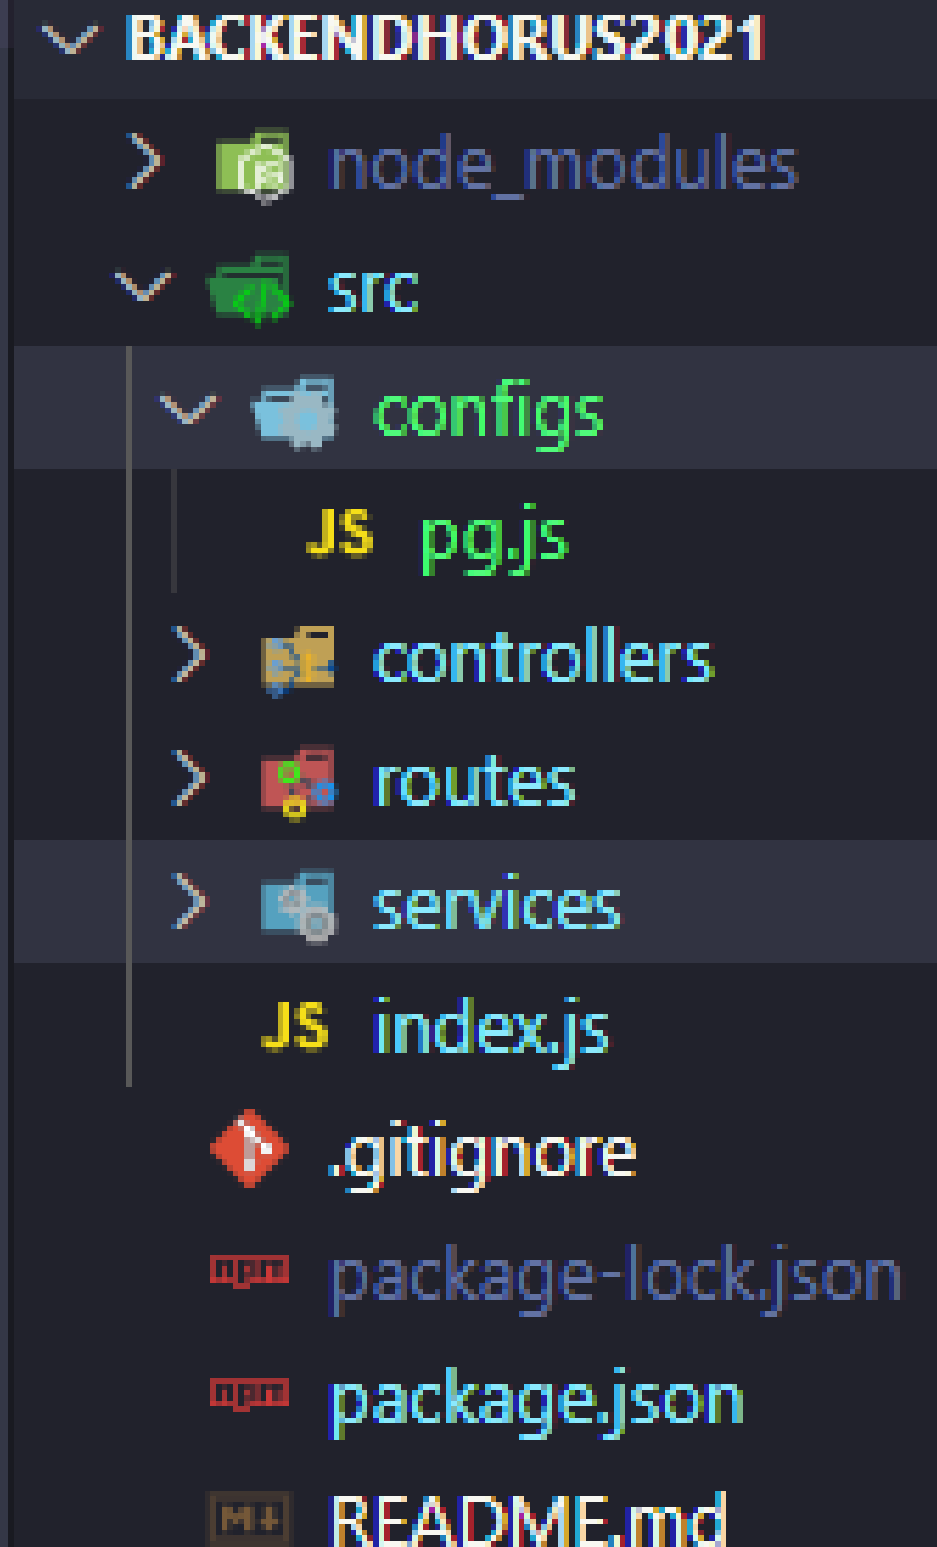 BACKENDHORUS2021
node_modules
src
configs
JS pg.js
controllers
routes
services
JS index.js
.gitignore
npm package-lock.json
npm package.json
M↓ README.md